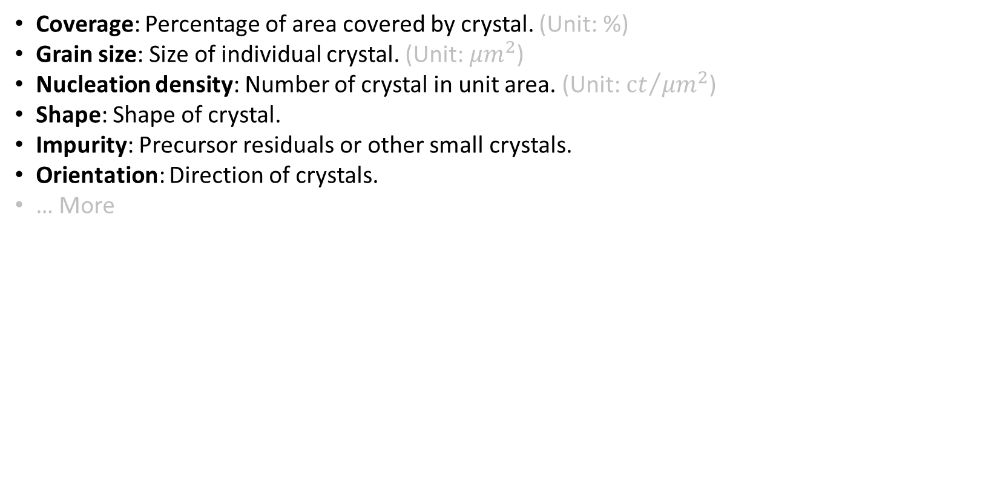 • Coverage: Percentage of area covered by crystal. (Unit: %)
• Grain size: Size of individual crystal. (Unit: μm²)
• Nucleation density: Number of crystal in unit area. (Unit: ct/μm²)
• Shape: Shape of crystal.
• Impurity: Precursor residuals or other small crystals.
• Orientation: Direction of crystals.
• … More